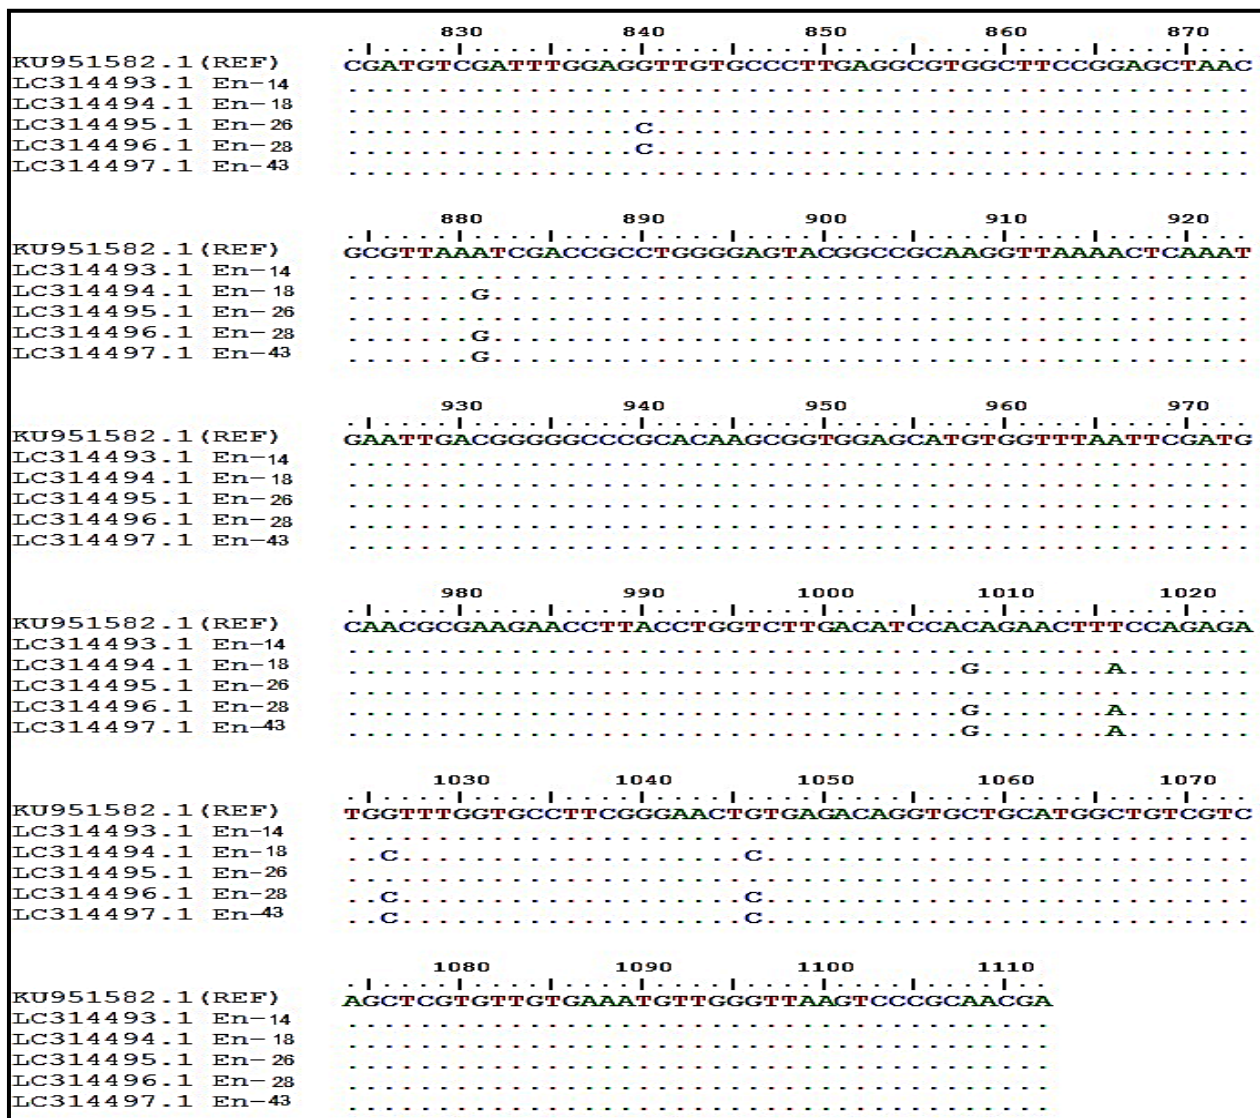 830 840 850 860 870
.|....|....|....|....|....|....|....|....|....|...
KU951582.1(REF) CGATGTCGATTTGGAGGTTGTGCCCTTGAGGCGTGGCTTCCGGAGCTAAC
LC314493.1 En-14 ..................................................
LC314494.1 En-18 ..................................................
LC314495.1 En-26 ................C.................................
LC314496.1 En-28 ................C.................................
LC314497.1 En-43 ..................................................
880 890 900 910 920
.|....|....|....|....|....|....|....|....|....|...
KU951582.1(REF) GCGTTAAATCGACCGCCTGGGGAGTACGGCCGCAAGGTTAAAACTCAAAT
LC314493.1 En-14 ..................................................
LC314494.1 En-18 .......G..........................................
LC314495.1 En-26 ..................................................
LC314496.1 En-28 .......G..........................................
LC314497.1 En-43 .......G..........................................
930 940 950 960 970
.|....|....|....|....|....|....|....|....|....|...
KU951582.1(REF) GAATTGACGGGGGCCCGCACAAGCGGTGGAGCATGTGGTTTAATTCGATG
LC314493.1 En-14 ..................................................
LC314494.1 En-18 ..................................................
LC314495.1 En-26 ..................................................
LC314496.1 En-28 ..................................................
LC314497.1 En-43 ..................................................
980 990 1000 1010 1020
.|....|....|....|....|....|....|....|....|....|...
KU951582.1(REF) CAACGCGAAGAACCTTACCTGGTCTTGACATCCACAGAACTTTCCAGAGA
LC314493.1 En-14 ..................................................
LC314494.1 En-18 ..................................G.......A.......
LC314495.1 En-26 ..................................................
LC314496.1 En-28 ..................................G.......A.......
LC314497.1 En-43 ..................................G.......A.......
1030 1040 1050 1060 1070
.|....|....|....|....|....|....|....|....|....|...
KU951582.1(REF) TGGTTTGGTGCCTTCGGGAACTGTGAGACAGGTGCTGCATGGCTGTCGTC
LC314493.1 En-14 ..................................................
LC314494.1 En-18 ..C...................C...........................
LC314495.1 En-26 ..................................................
LC314496.1 En-28 ..C...................C...........................
LC314497.1 En-43 ..C...................C...........................
1080 1090 1100 1110
.|....|....|....|....|....|....|....|..
KU951582.1(REF) AGCTCGTGTTGTGAAATGTTGGGTTAAGTCCCGCAACGA
LC314493.1 En-14 .......................................
LC314494.1 En-18 .......................................
LC314495.1 En-26 .......................................
LC314496.1 En-28 .......................................
LC314497.1 En-43 .......................................